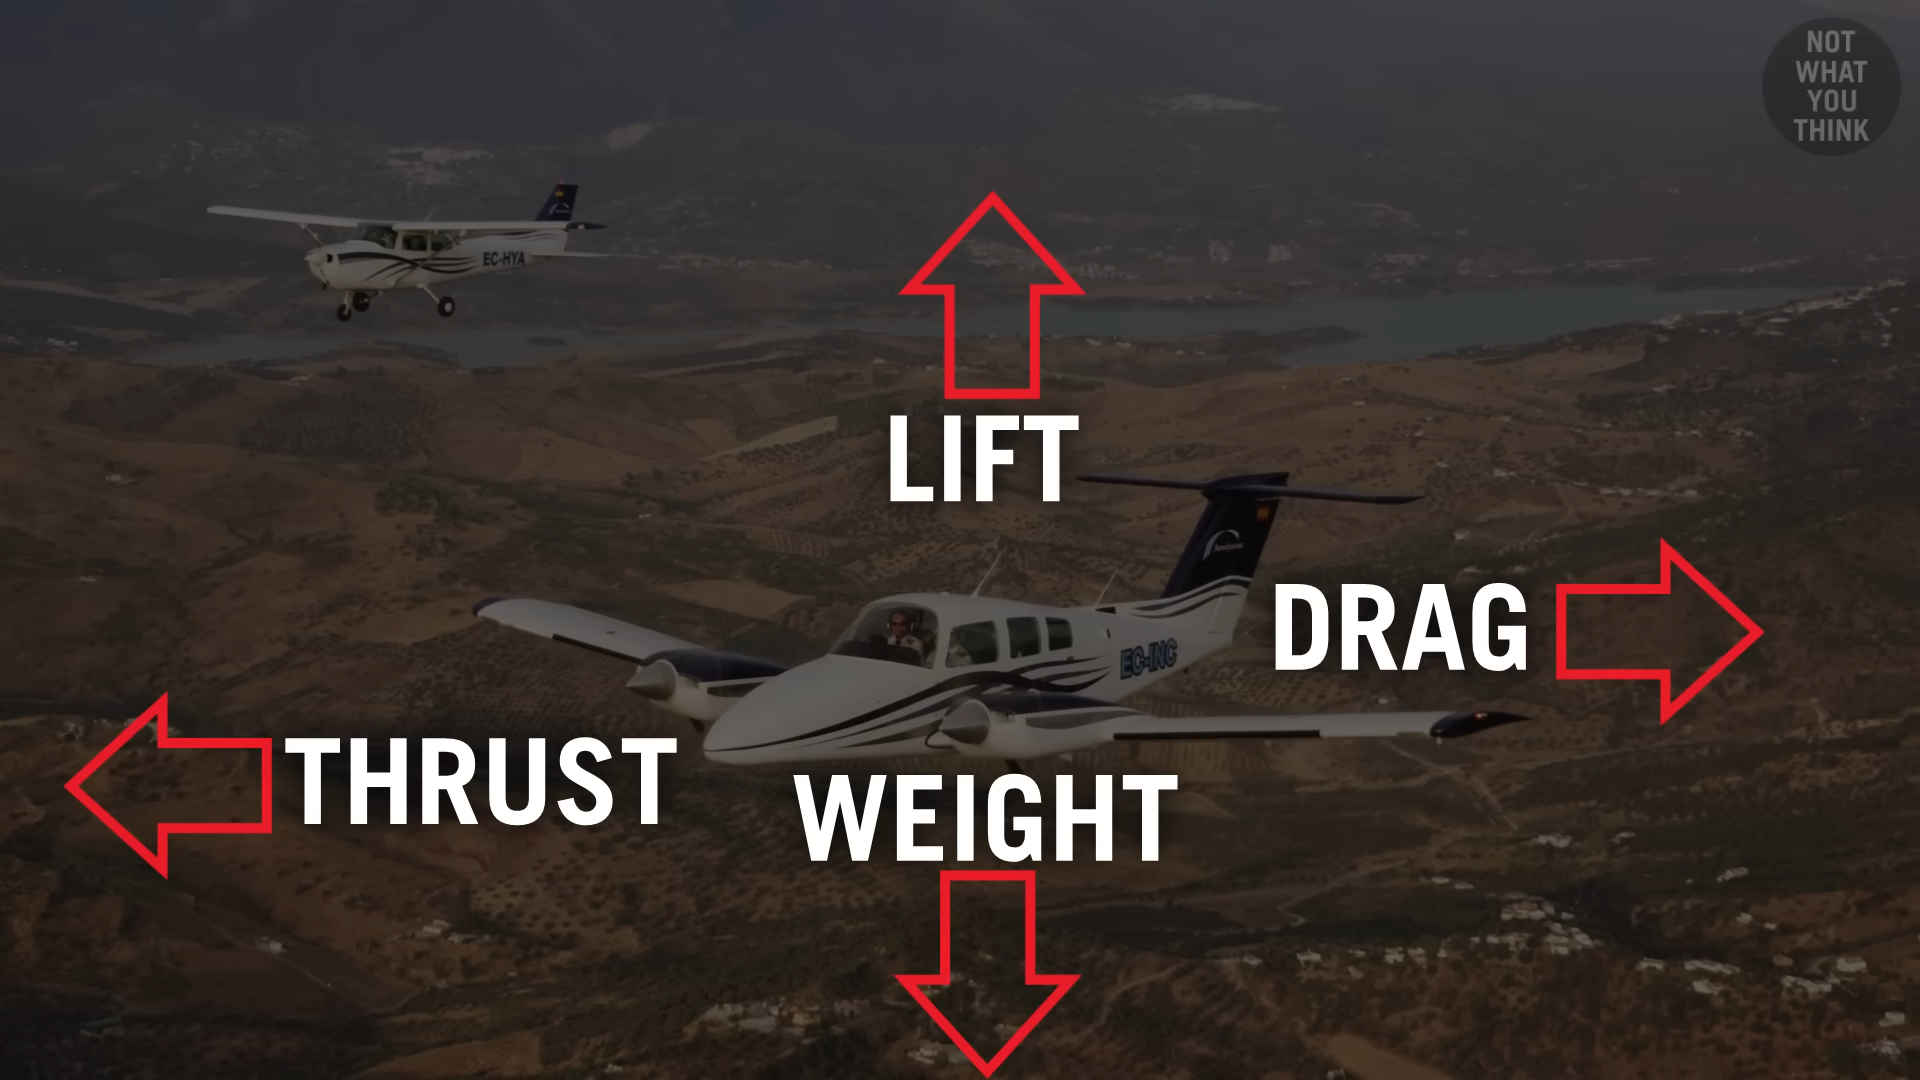 NOT
WHAT
YOU
THINK
EC-HYA
LIFT
DRAG
EC-INC
THRUST
WEIGHT